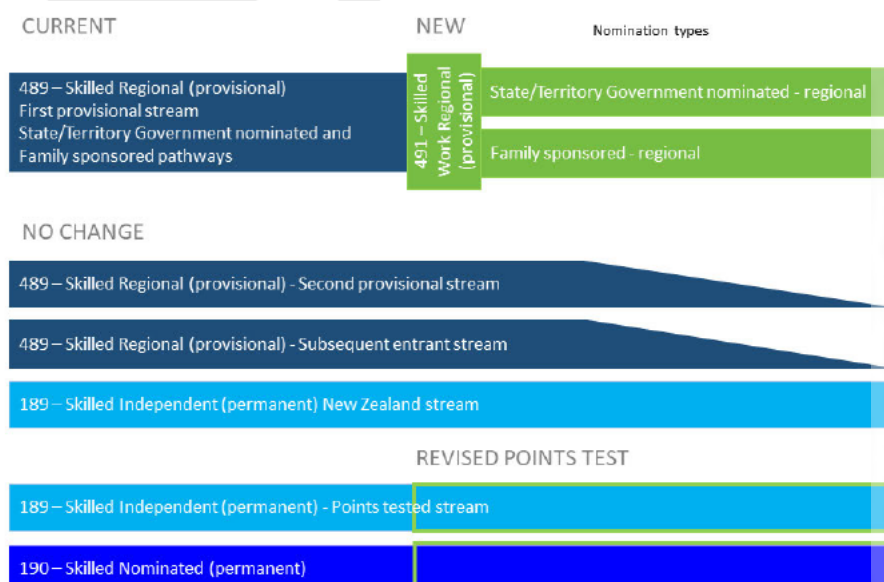 CURRENT
NEW
Nomination types
489 – Skilled Regional (provisional)
First provisional stream
State/Territory Government nominated and
Family sponsored pathways
491 – Skilled
Work Regional
(provisional)
State/Territory Government nominated - regional
Family sponsored - regional
NO CHANGE
489 – Skilled Regional (provisional) - Second provisional stream
489 – Skilled Regional (provisional) - Subsequent entrant stream
189 – Skilled Independent (permanent) New Zealand stream
REVISED POINTS TEST
189 – Skilled Independent (permanent) - Points tested stream
190 – Skilled Nominated (permanent)